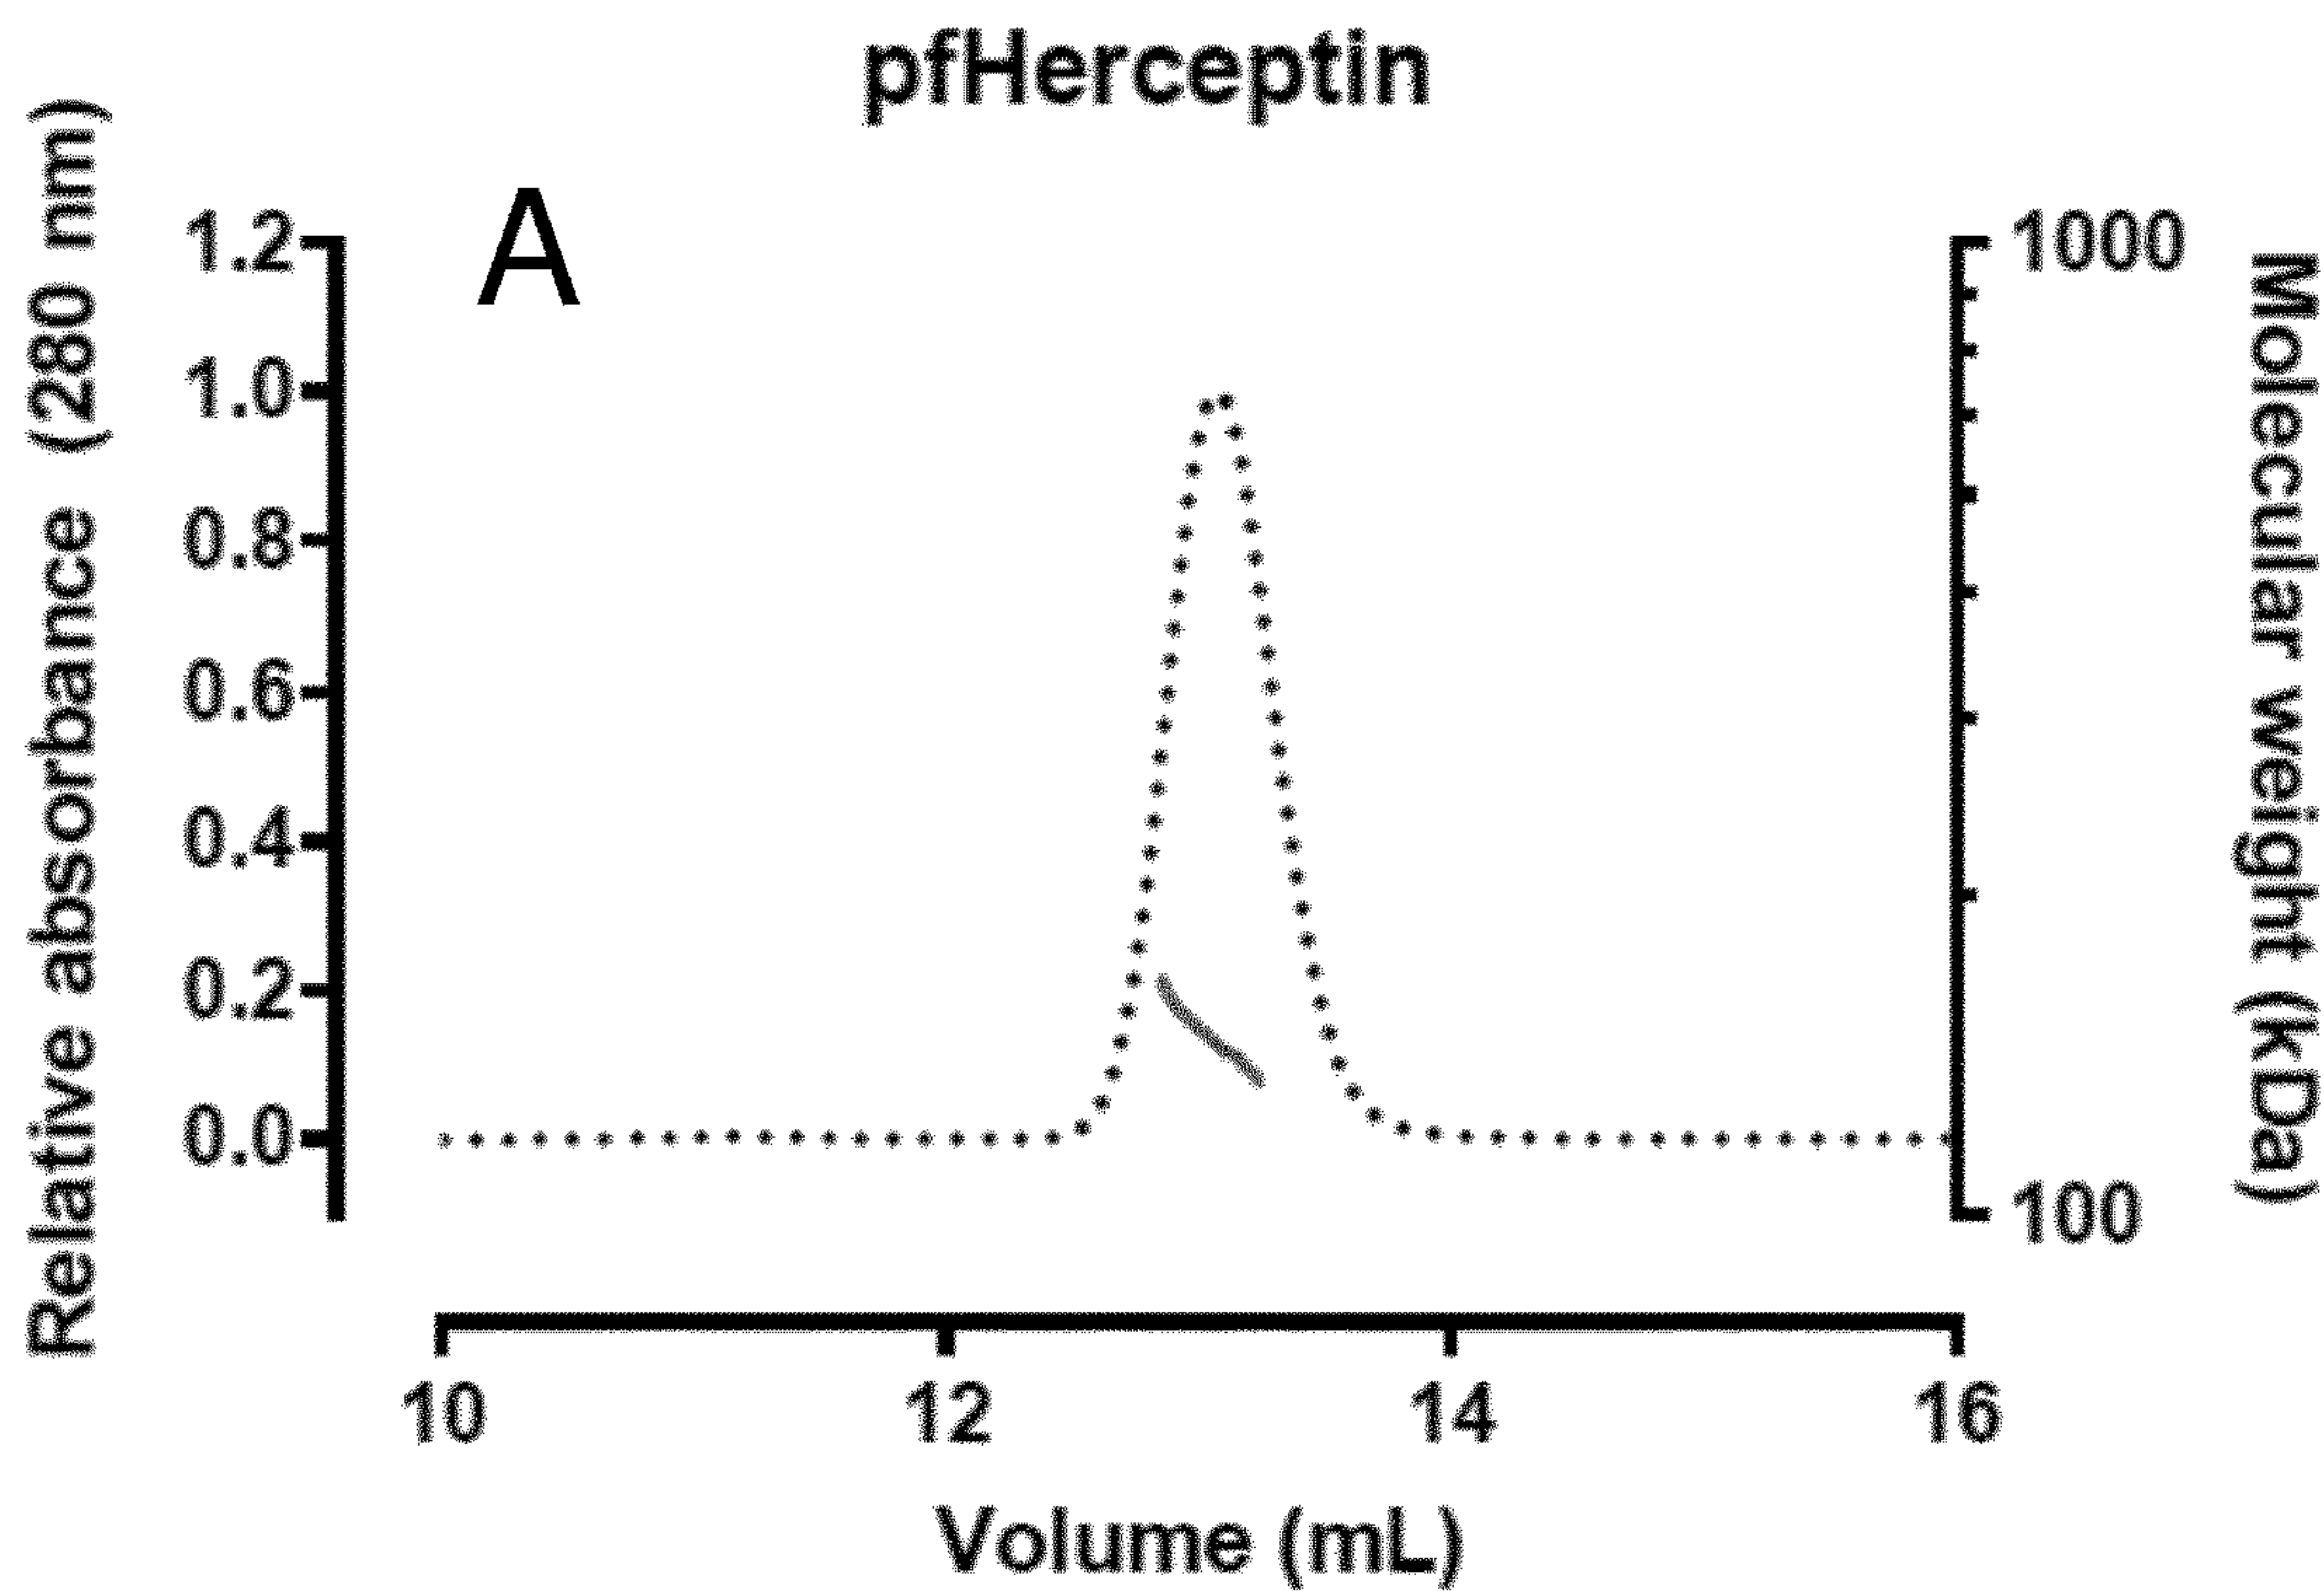 pfHerceptin
A
Relative absorbance (280 nm)
1.2
1.0
0.8
0.6
0.4
0.2
0.0
1000
100
Molecular weight (kDa)
10 12 14 16
Volume (mL)